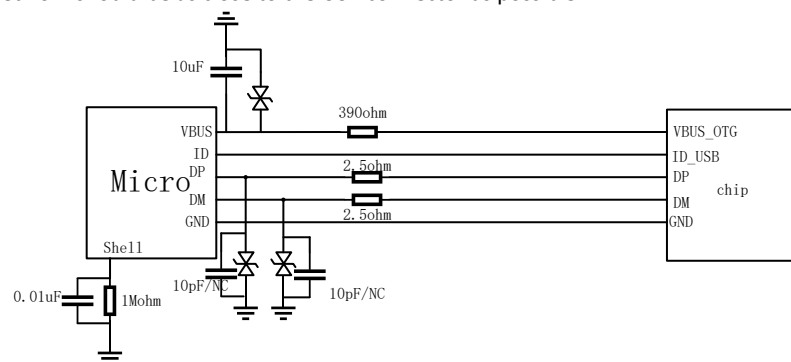 10uF
390ohm
VBUS
VBUS_OTG
ID
ID_USB
2.5ohm
DP
DP
Micro
chip
DM
DM
2.5ohm
GND
GND
Shell
10pF/NC
10pF/NC
0.01uF
1Mohm